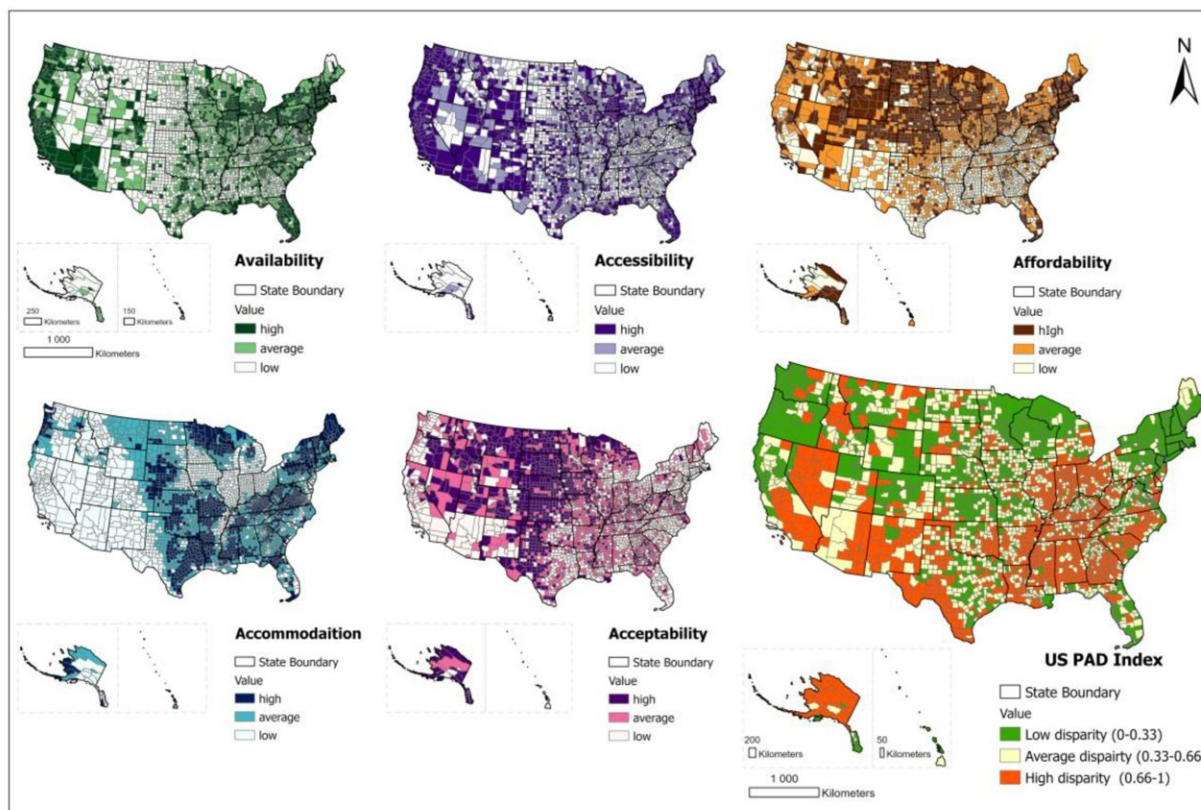 N
Availability
State Boundary
Value
high
average
low
250
Kilometers
150
Kilometers
1 000
Kilometers
Accessibility
State Boundary
Value
high
average
low
Affordability
State Boundary
Value
hIgh
average
low
Accommodaition
State Boundary
Value
high
average
low
Acceptability
State Boundary
Value
high
average
low
US PAD Index
State Boundary
Value
Low disparity (0-0.33)
Average dispairty (0.33-0.66
High disparity (0.66-1)
200
Kilometers
50
Kilometers
1 000
Kilometers